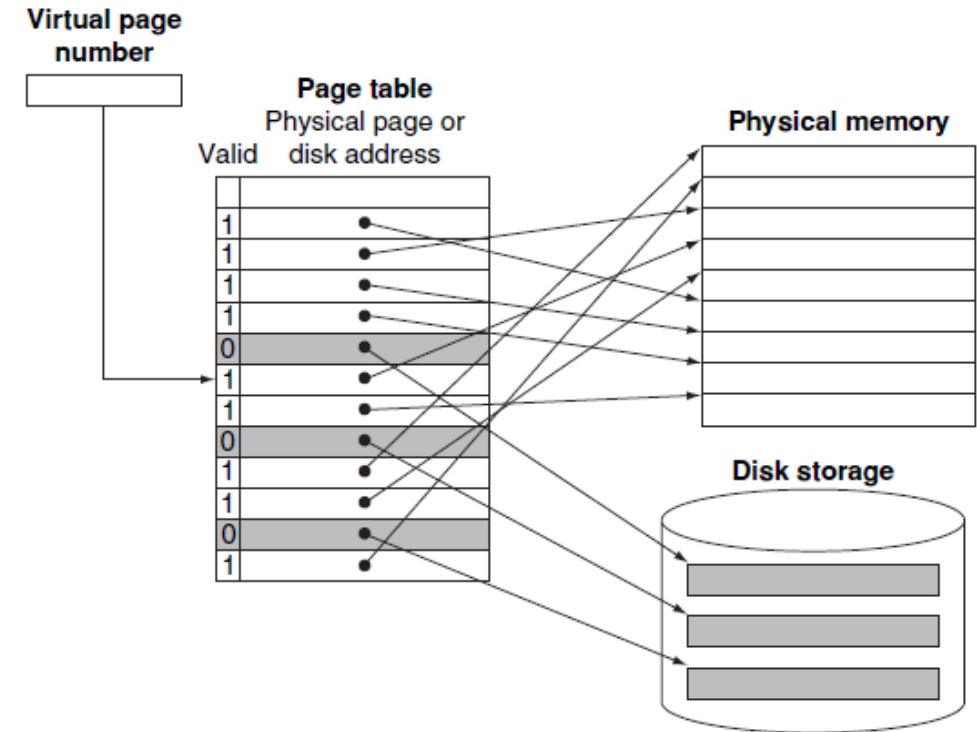 Virtual page
number
Page table
Physical page or
Valid disk address
Physical memory
1
1
1
1
0
1
1
0
1
1
0
1
Disk storage